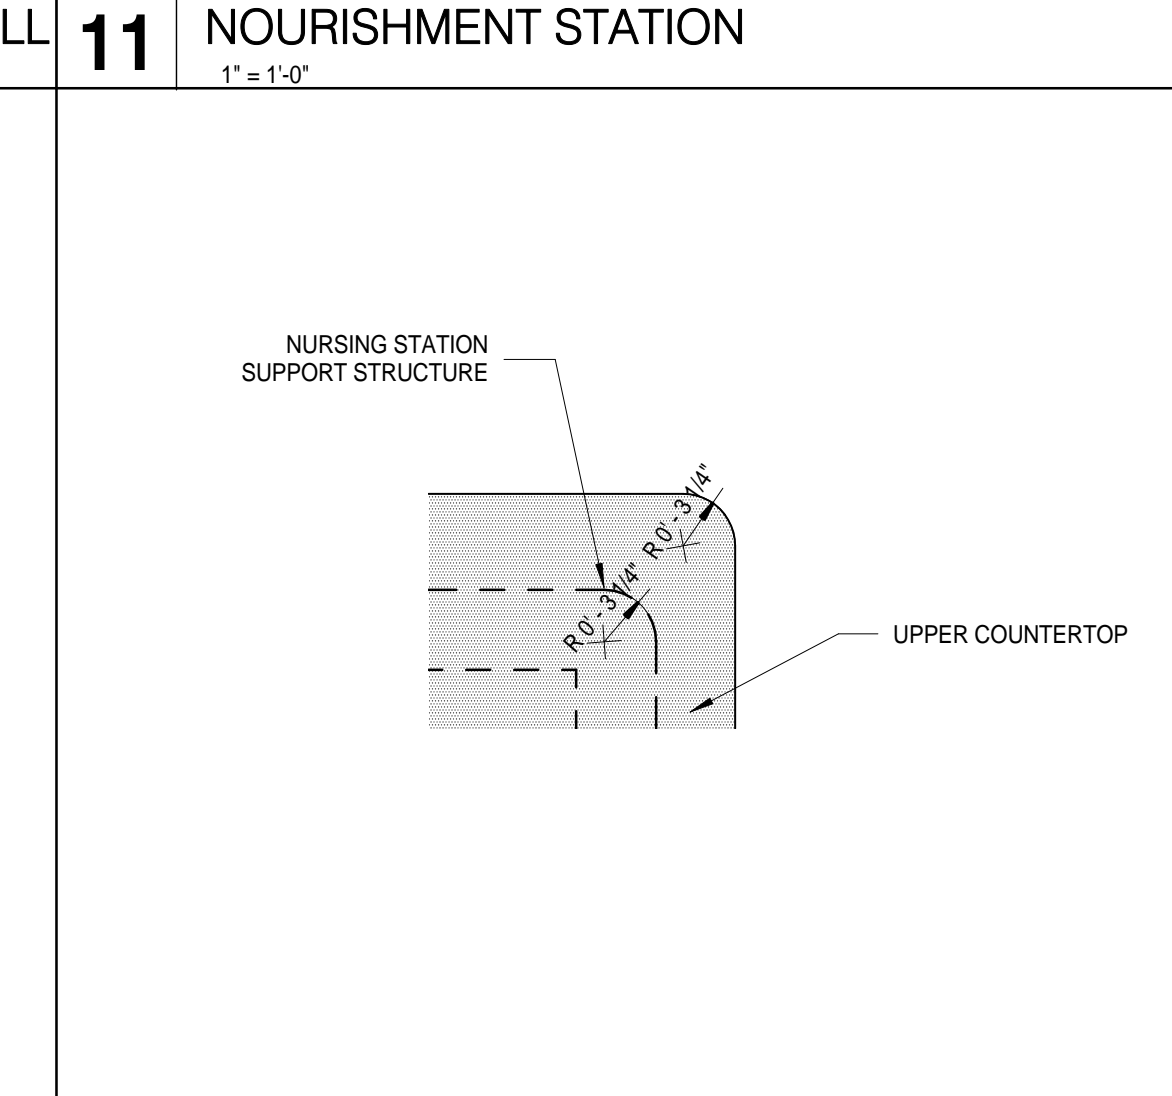 LL
11
NOURISHMENT STATION
1" = 1'-0"
NURSING STATION
SUPPORT STRUCTURE
R 0' - 3 1/4"
R 0' - 3 1/4"
UPPER COUNTERTOP